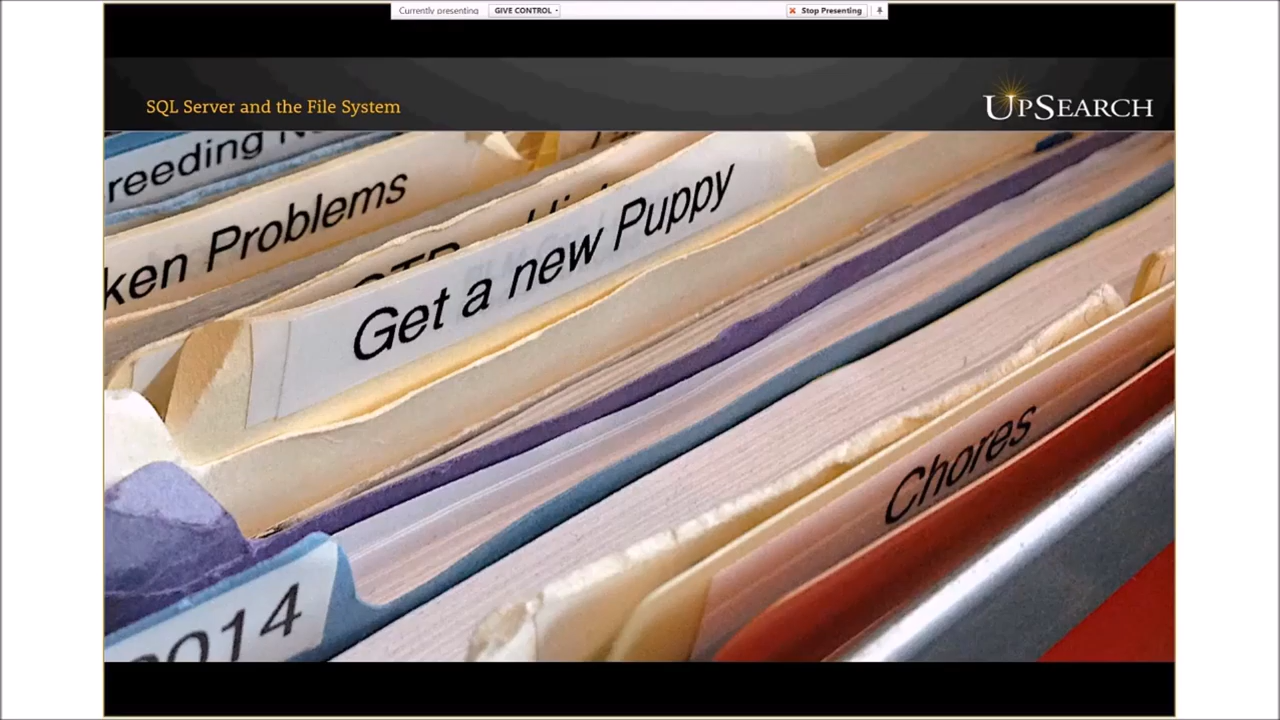 Currently presenting GIVE CONTROL Stop Presenting
SQL Server and the File System
UPSEARCH
reeding
ken Problems
Get a new Puppy
Chores
2014